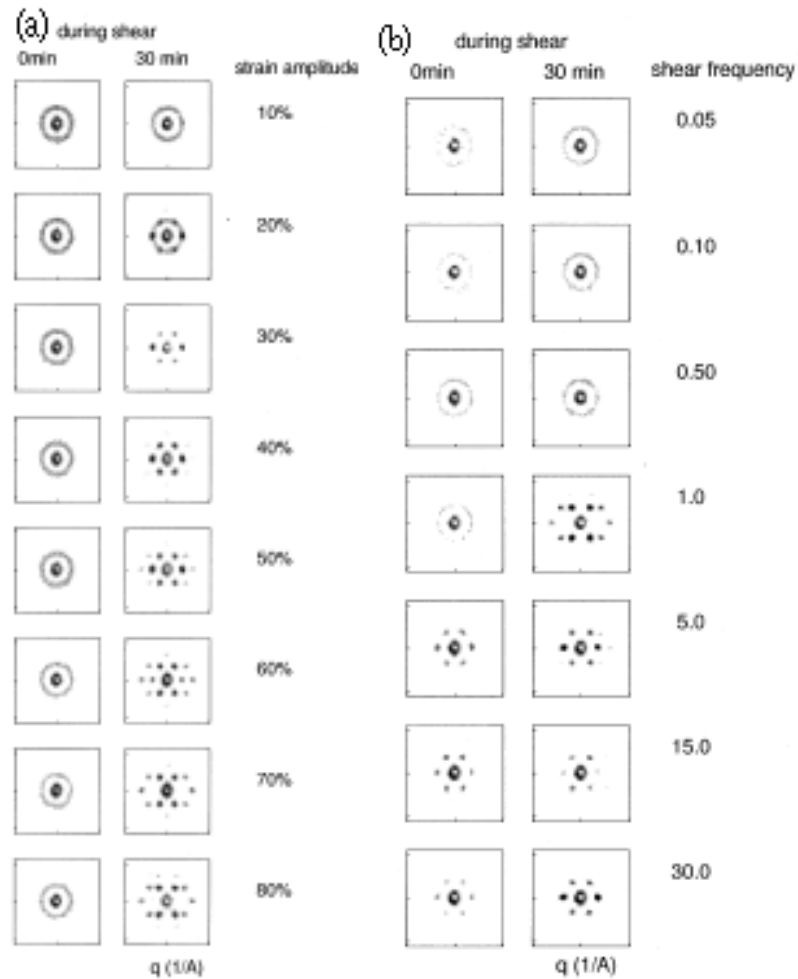 (a) during shear
0min 30 min strain amplitude
10%
20%
30%
40%
50%
60%
70%
80%
q (1/A)
(b) during shear
0min 30 min shear frequency
0.05
0.10
0.50
1.0
5.0
15.0
30.0
q (1/A)